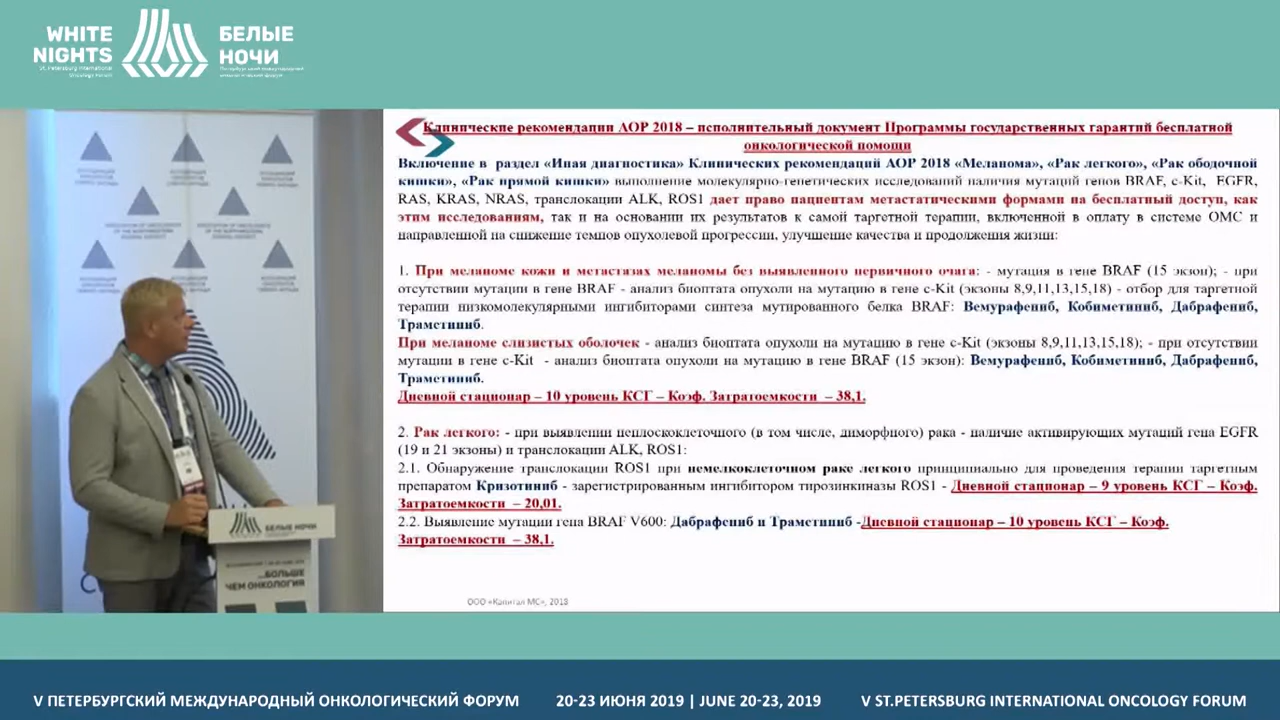 WHITE
NIGHTS
St. Petersburg International
Oncology Forum
БЕЛЫЕ
НОЧИ
Петербургский международный
онкологический форум
Клинические рекомендации АОР 2018 – исполнительный документ Программы государственных гарантий бесплатной
онкологической помощи
Включение в раздел «Иная диагностика» Клинических рекомендаций АОР 2018 «Меланома», «Рак легкого», «Рак ободочной
кишки», «Рак прямой кишки» выполнение молекулярно-генетических исследований наличия мутаций генов BRAF, c-Kit, EGFR,
RAS, KRAS, NRAS, транслокации ALK, ROS1 дает право пациентам метастатическими формами на бесплатный доступ, как
этим исследованиям, так и на основании их результатов к самой таргетной терапии, включенной в оплату в системе ОМС и
направленной на снижение темпов опухолевой прогрессии, улучшение качества и продолжения жизни:
1. При меланоме кожи и метастазах меланомы без выявленного первичного очага: - мутация в гене BRAF (15 экзон); - при
отсутствии мутации в гене BRAF - анализ биоптата опухоли на мутацию в гене c-Kit (экзоны 8,9,11,13,15,18) - отбор для таргетной
терапии низкомолекулярными ингибиторами синтеза мутированного белка BRAF: Вемурафениб, Кобиметиниб, Дабрафениб,
Траметиниб.
При меланоме слизистых оболочек - анализ биоптата опухоли на мутацию в гене c-Kit (экзоны 8,9,11,13,15,18); - при отсутствии
мутации в гене c-Kit - анализ биоптата опухоли на мутацию в гене BRAF (15 экзон): Вемурафениб, Кобиметиниб, Дабрафениб,
Траметиниб.
Дневной стационар – 10 уровень КСГ – Коэф. Затратоемкости – 38,1.
2. Рак легкого: - при выявлении неплоскоклеточного (в том числе, диморфного) рака - наличие активирующих мутаций гена EGFR
(19 и 21 экзоны) и транслокации ALK, ROS1:
2.1. Обнаружение транслокации ROS1 при немелкоклеточном раке легкого принципиально для проведения терапии таргетным
препаратом Кризотиниб - зарегистрированным ингибитором тирозинкиназы ROS1 - Дневной стационар – 9 уровень КСГ – Коэф.
Затратоемкости – 20,01.
2.2. Выявление мутации гена BRAF V600: Дабрафениб и Траметиниб -Дневной стационар – 10 уровень КСГ – Коэф.
Затратоемкости – 38,1.
ООО «Капитал МС», 2018
БЕЛЫЕ НОЧИ
...БОЛЬШЕ
ЧЕМ ОНКОЛОГИЯ
V ПЕТЕРБУРГСКИЙ МЕЖДУНАРОДНЫЙ ОНКОЛОГИЧЕСКИЙ ФОРУМ
20-23 ИЮНЯ 2019 | JUNE 20-23, 2019
V ST.PETERSBURG INTERNATIONAL ONCOLOGY FORUM